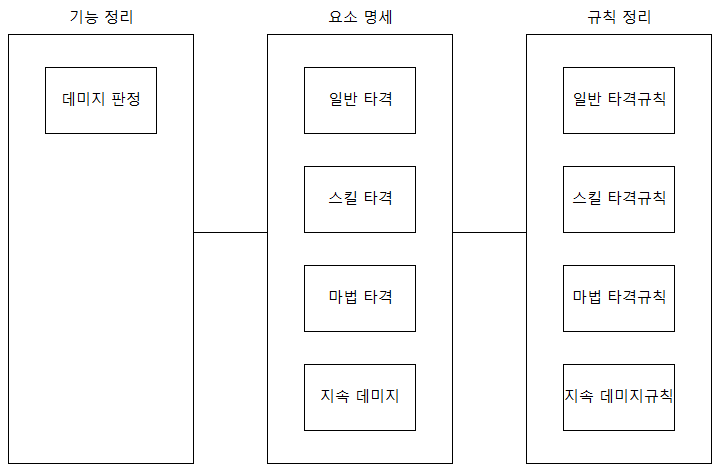 기능 정리
요소 명세
규칙 정리
데미지 판정
일반 타격
일반 타격규칙
스킬 타격
스킬 타격규칙
마법 타격
마법 타격규칙
지속 데미지
지속 데미지규칙